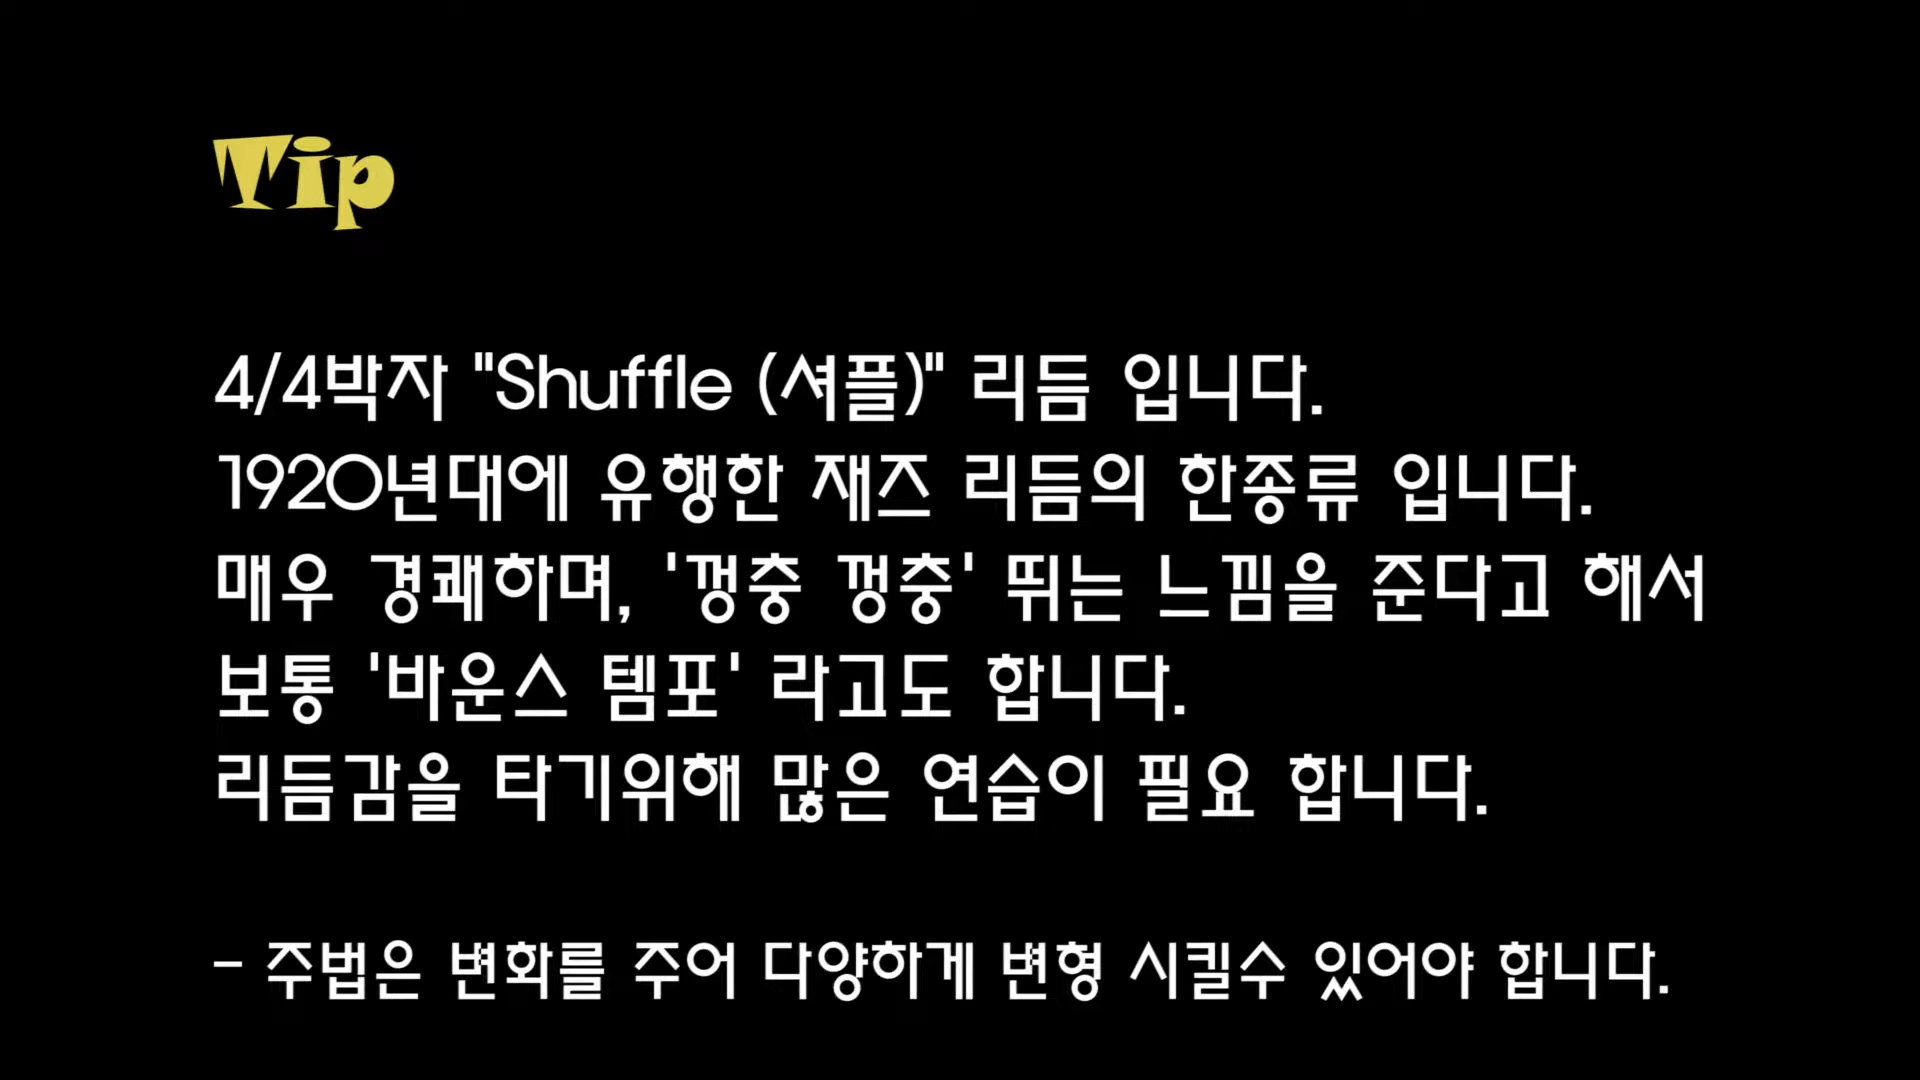 Tip
4/4박자 "Shuffle (셔플)" 리듬 입니다.
1920년대에 유행한 재즈 리듬의 한종류 입니다.
매우 경쾌하며, '껑충 껑충' 뛰는 느낌을 준다고 해서
보통 '바운스 템포' 라고도 합니다.
리듬감을 타기위해 많은 연습이 필요 합니다.
- 주법은 변화를 주어 다양하게 변형 시킬수 있어야 합니다.